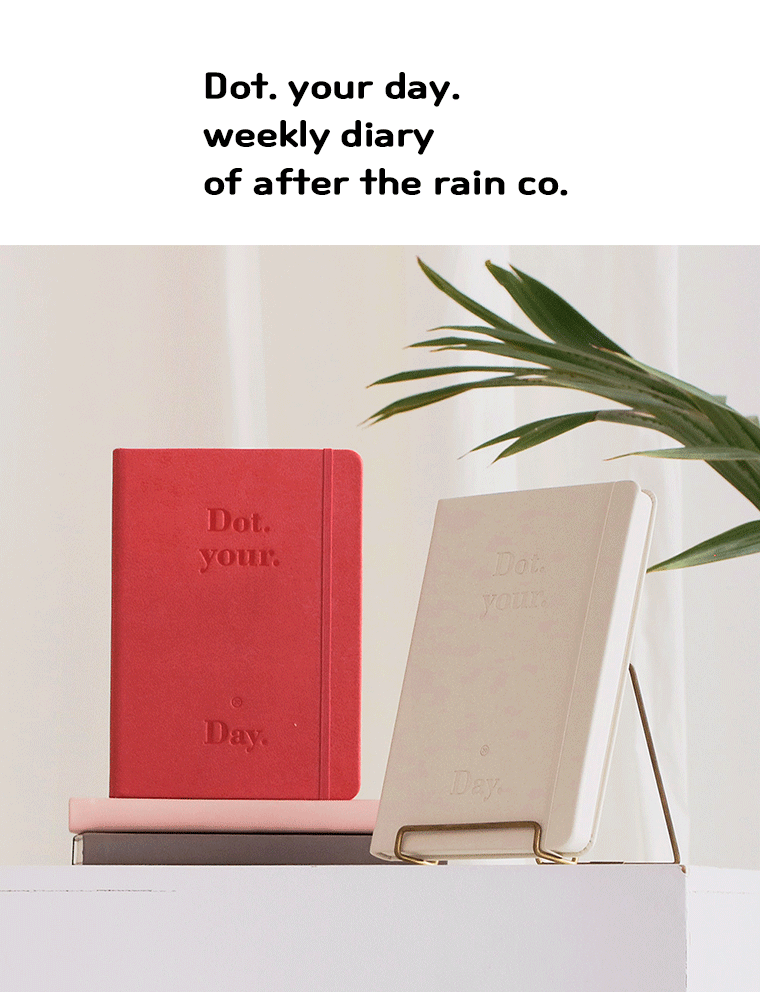 Dot. your day.
weekly diary
of after the rain co.
Dot.
your.
Day.
Dot.
your.
Day.